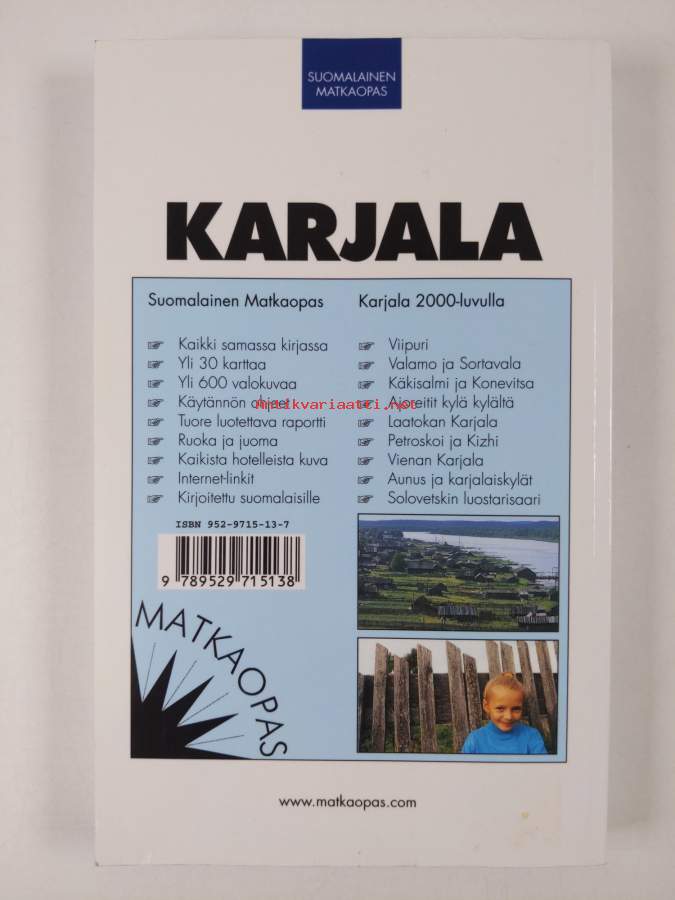 SUOMALAINEN
MATKAOPAS
KARJALA
Suomalainen Matkaopas
☞ Kaikki samassa kirjassa
☞ Yli 30 karttaa
☞ Yli 600 valokuvaa
☞ Käytännön ohjeet
☞ Tuore luotettava raportti
☞ Ruoka ja juoma
☞ Kaikista hotelleista kuva
☞ Internet-linkit
☞ Kirjoitettu suomalaisille
Karjala 2000-luvulla
☞ Viipuri
☞ Valamo ja Sortavala
☞ Käkisalmi ja Konevitsa
☞ Ajoreitit kylä kylältä
☞ Laatokan Karjala
☞ Petroskoi ja Kizhi
☞ Vienan Karjala
☞ Aunus ja karjalaiskylät
☞ Solovetskin luostarisaari
Antikvariaatti.net
ISBN 952-9715-13-7
9 789529 715138
MATKAOPAS
www.matkaopas.com